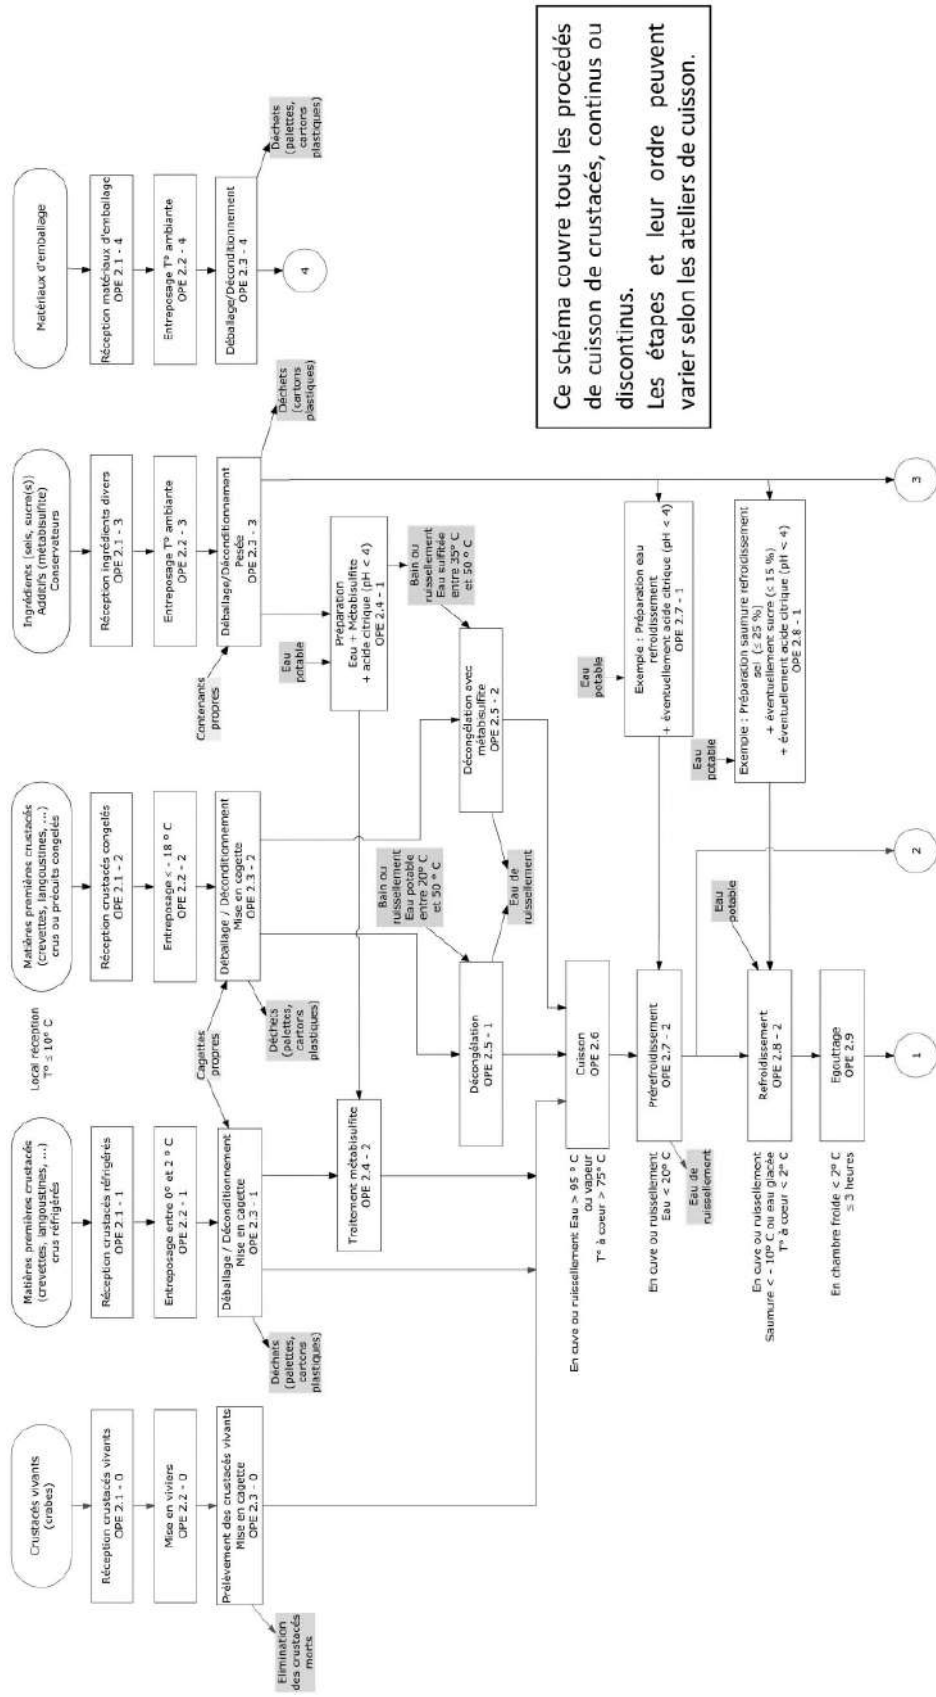 Crustacés vivants
(crabes)
Réception crustacés vivants
OPE 2.1 - 0
Mise en viviers
OPE 2.2 - 0
Prélèvement des crustacés vivants
Mise en cagette
OPE 2.3 - 0
Elimination
des crustacés
morts
Matières premières crustacés
(crevettes, langoustines, ...)
crus réfrigérés
Réception crustacés réfrigérés
OPE 2.1 - 1
Entreposage entre 0° et 2 ° C
OPE 2.2 - 1
Déballage / Déconditionnement
Mise en cagette
OPE 2.3 - 1
Déchets
(palettes,
cartons
plastiques)
Traitement métabisulfite
OPE 2.4 - 2
Local réception
T° ≤ 10° C
Cagettes
propres
Matières premières crustacés
(crevettes, langoustines, ...)
crus ou précuits congelés
Réception crustacés congelés
OPE 2.1 - 2
Entreposage ≤ - 18 ° C
OPE 2.2 - 2
Déballage / Déconditionnement
Mise en cagette
OPE 2.3 - 2
Déchets
(palettes,
cartons
plastiques)
Bain ou
ruissellement
Eau potable
entre 20° C
et 50 ° C
Décongélation
OPE 2.5 - 1
Eau de
ruissellement
Ingrédients (sels, sucre(s))
Additifs (métabisulfite)
Conservateurs
Réception ingrédients divers
OPE 2.1 - 3
Entreposage T° ambiante
OPE 2.2 - 3
Contenants
propres
Déballage/Déconditionnement
Pesée
OPE 2.3 - 3
Déchets
(cartons
plastiques)
Eau
potable
Préparation
Eau + Métabisulfite
+ acide citrique (pH < 4)
OPE 2.4 - 1
Bain ou
ruissellement
Eau sulfitée
entre 35° C
et 50 ° C
Décongélation avec
métabisulfite
OPE 2.5 - 2
Matériaux d'emballage
Réception matériaux d'emballage
OPE 2.1 - 4
Entreposage T° ambiante
OPE 2.2 - 4
Déballage/Déconditionnement
OPE 2.3 - 4
Déchets
(palettes,
cartons
plastiques)
4
En cuve ou ruissellement Eau > 95 ° C
ou vapeur
T° à coeur > 75° C
Cuisson
OPE 2.6
En cuve ou ruissellement
Eau < 20° C
Prérefroidissement
OPE 2.7 - 2
Eau de
ruissellement
Eau
potable
Exemple : Préparation eau
refroidissement
+ éventuellement acide citrique (pH < 4)
OPE 2.7 - 1
En cuve ou ruissellement
Saumure < - 10° C ou eau glacée
T° à coeur < 2° C
Refroidissement
OPE 2.8 - 2
Eau
potable
Eau
potable
Exemple : Préparation saumure refroidissement
sel (≤ 25 %)
+ éventuellement sucre (≤ 15 %)
+ éventuellement acide citrique (pH < 4)
OPE 2.8 - 1
En chambre froide < 2° C
≤ 3 heures
Egouttage
OPE 2.9
1
2
3
Ce schéma couvre tous les procédés
de cuisson de crustacés, continus ou
discontinus.
Les étapes et leur ordre peuvent
varier selon les ateliers de cuisson.